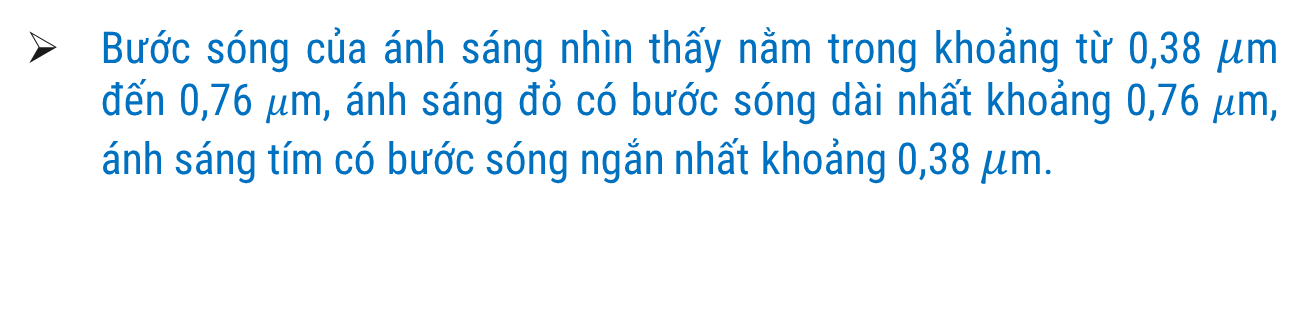 ➢ Bước sóng của ánh sáng nhìn thấy nằm trong khoảng từ 0,38 μm
đến 0,76 μm, ánh sáng đỏ có bước sóng dài nhất khoảng 0,76 μm,
ánh sáng tím có bước sóng ngắn nhất khoảng 0,38 μm.